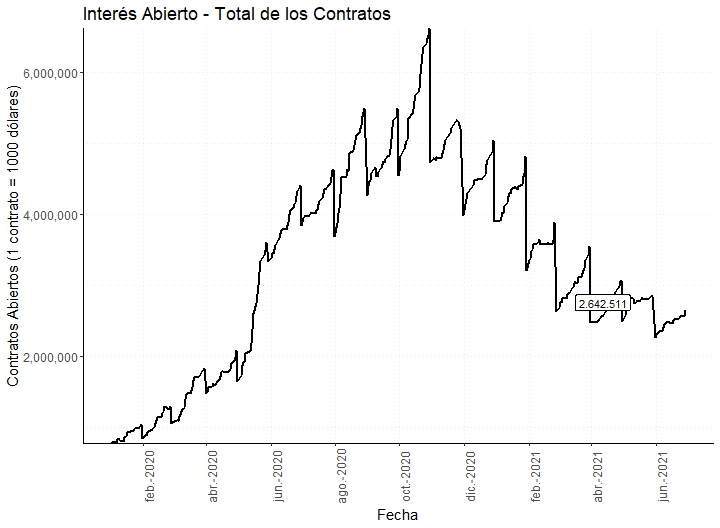 Interés Abierto - Total de los Contratos
Contratos Abiertos (1 contrato = 1000 dólares)
6,000,000
4,000,000
2,000,000
2.642.511
feb.-2020
abr.-2020
jun.-2020
ago.-2020
oct.-2020
dic.-2020
feb.-2021
abr.-2021
jun.-2021
Fecha